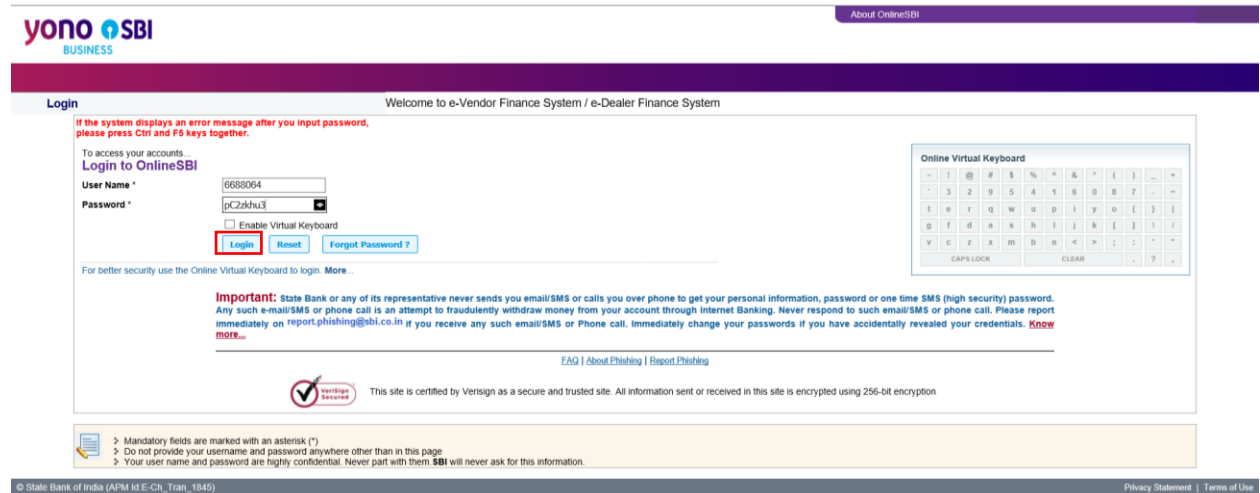 About OnlineSBI
yono SBI
BUSINESS
Login
Welcome to e-Vendor Finance System / e-Dealer Finance System
If the system displays an error message after you input password,
please press Ctrl and F5 keys together.
To access your accounts...
Login to OnlineSBI
User Name * 6688064
Password * pC2zkhu3
Enable Virtual Keyboard
Login Reset Forgot Password ?
For better security use the Online Virtual Keyboard to login. More...
Online Virtual Keyboard
~ ! @ # $ % ^ & * ( ) _ +
` 3 2 9 5 4 1 6 0 8 7 - =
t e r q w u p i y o { } |
g f d a s h l j k [ ] \ /
v c z x m b n < > ; : ' "
CAPS LOCK CLEAR . ? ,
Important: State Bank or any of its representative never sends you email/SMS or calls you over phone to get your personal information, password or one time SMS (high security) password.
Any such e-mail/SMS or phone call is an attempt to fraudulently withdraw money from your account through Internet Banking. Never respond to such email/SMS or phone call. Please report
immediately on report.phishing@sbi.co.in if you receive any such email/SMS or Phone call. Immediately change your passwords if you have accidentally revealed your credentials. Know
more...
FAQ | About Phishing | Report Phishing
VeriSign
Secured
This site is certified by Verisign as a secure and trusted site. All information sent or received in this site is encrypted using 256-bit encryption
Mandatory fields are marked with an asterisk (*)
Do not provide your username and password anywhere other than in this page
Your user name and password are highly confidential. Never part with them.SBI will never ask for this information.
© State Bank of India (APM Id:E-Ch_Tran_1845)
Privacy Statement | Terms of Use